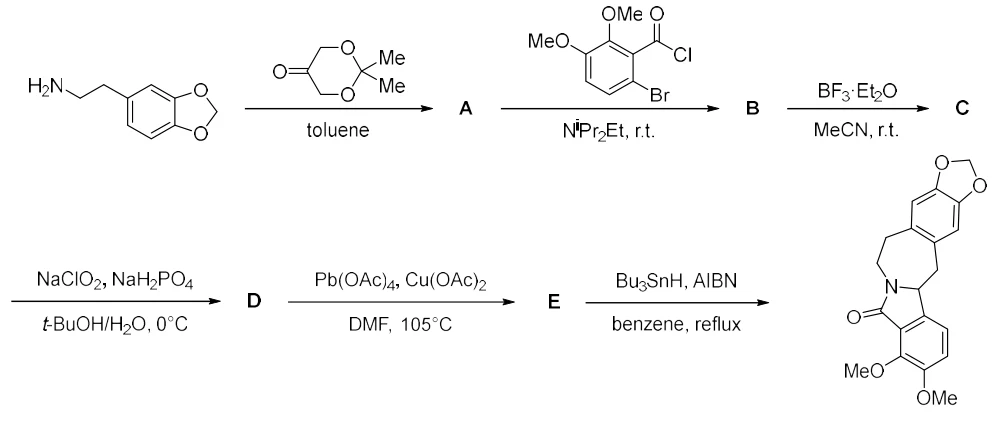 H₂N
O
O
O
O
O
Me
Me
toluene
A
OMe
O
MeO
Cl
Br
NⁱPr₂Et, r.t.
B
BF₃·Et₂O
MeCN, r.t.
C
NaClO₂, NaH₂PO₄
t-BuOH/H₂O, 0°C
D
Pb(OAc)₄, Cu(OAc)₂
DMF, 105°C
E
Bu₃SnH, AIBN
benzene, reflux
O
O
N
O
MeO
OMe